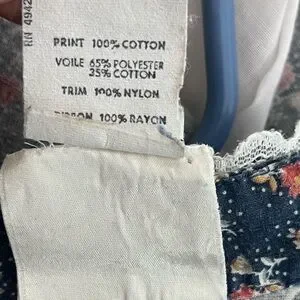 RN 4942
PRINT 100% COTTON
VOILE 65% POLYESTER
35% COTTON
TRIM 100% NYLON
RIBBON 100% RAYON